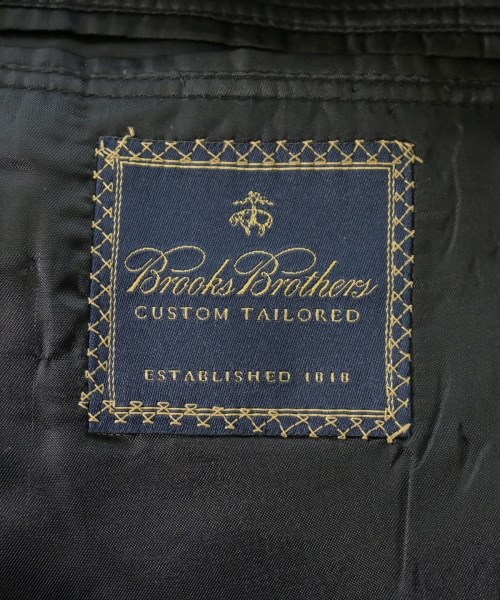 Brooks Brothers
CUSTOM TAILORED
ESTABLISHED 1818